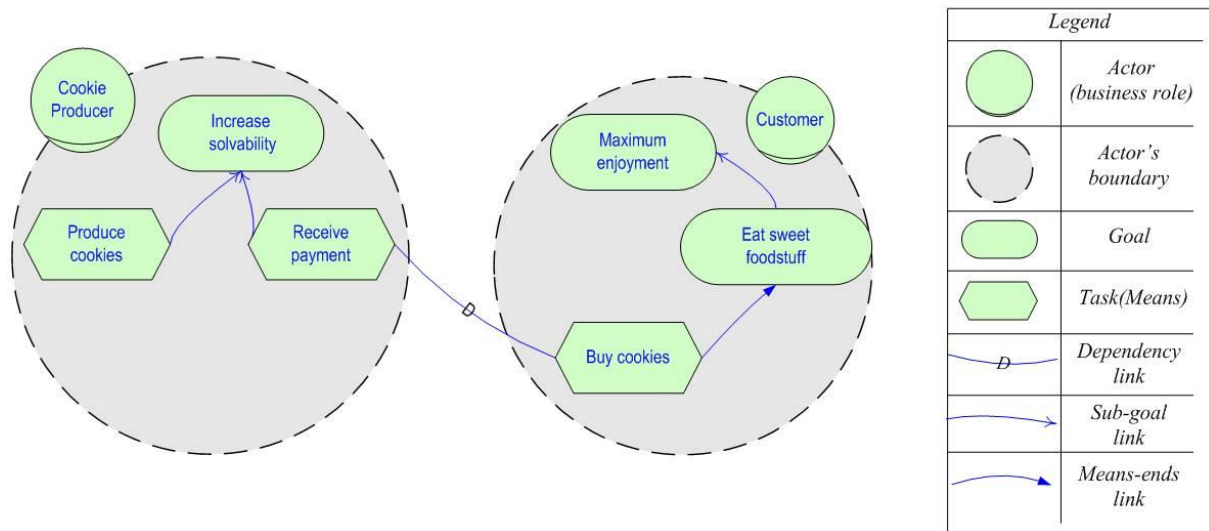 Cookie
Producer
Increase
solvability
Produce
cookies
Receive
payment
D
Maximum
enjoyment
Customer
Eat sweet
foodstuff
Buy cookies
Legend
Actor
(business role)
Actor's
boundary
Goal
Task(Means)
D
Dependency
link
Sub-goal
link
Means-ends
link